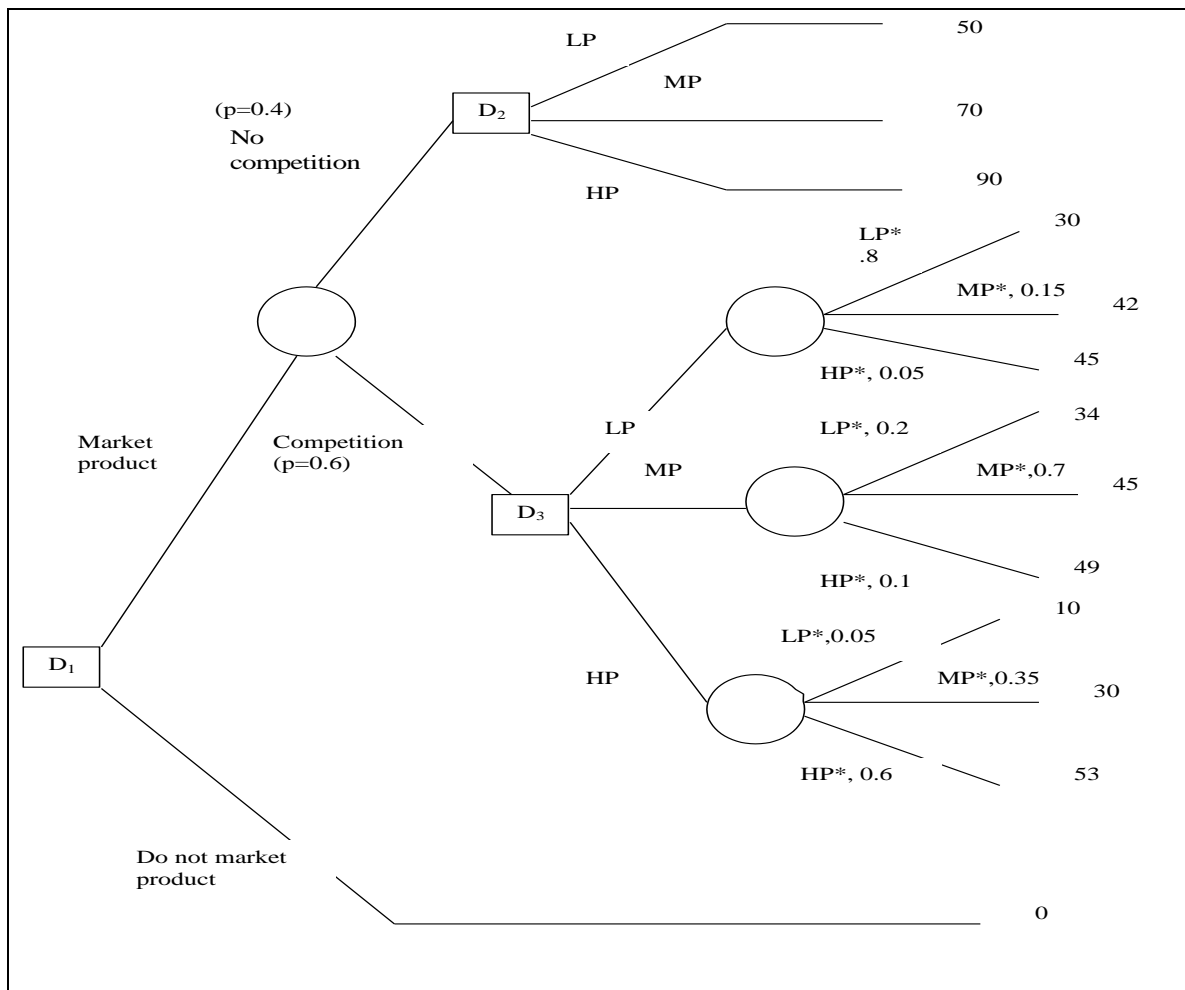 50
LP
MP
(p=0.4)
No
competition
D₂
70
HP
90
LP*
.8
30
MP*, 0.15
42
HP*, 0.05
45
Market
product
Competition
(p=0.6)
LP
LP*, 0.2
34
MP
MP*,0.7
45
D₃
HP*, 0.1
49
LP*,0.05
10
D₁
HP
MP*,0.35
30
HP*, 0.6
53
Do not market
product
0